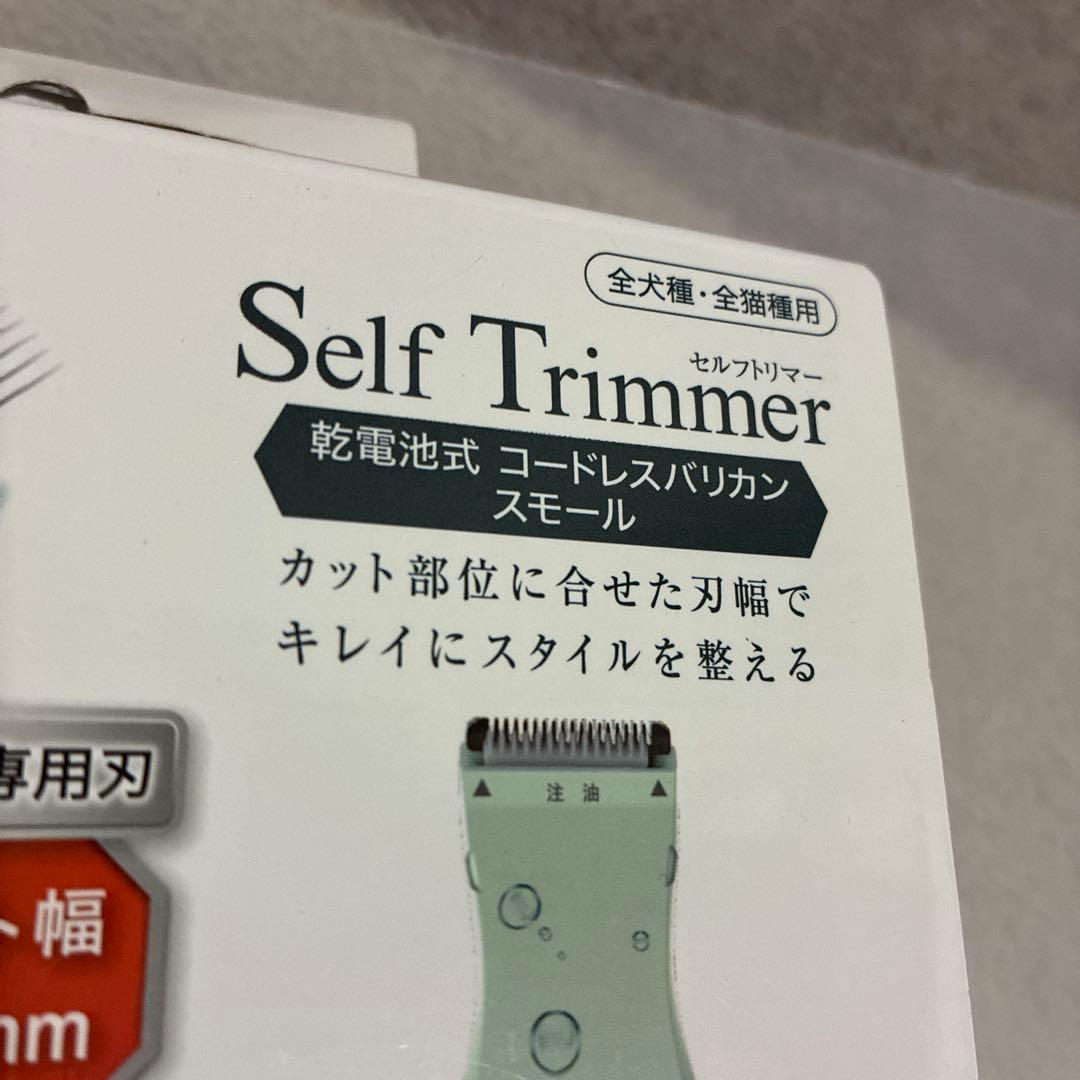 全犬種・全猫種用
Self Trimmer
セルフトリマー
乾電池式 コードレスバリカン
スモール
カット部位に合せた刃幅で
キレイにスタイルを整える
専用刃
注 油
ト幅
mm